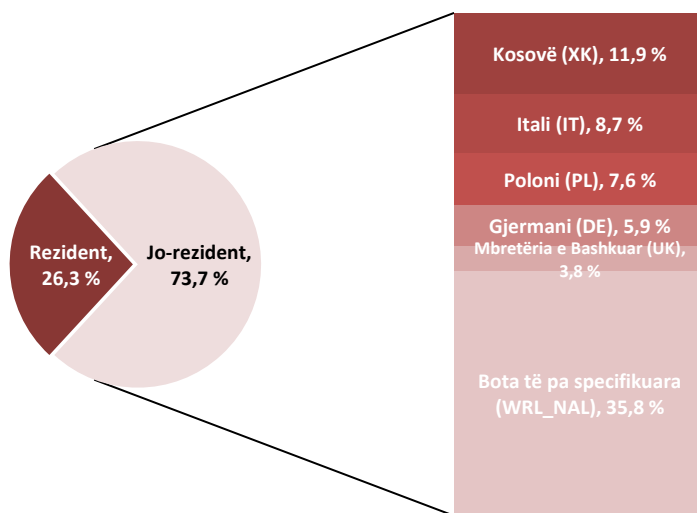 Rezident,
26,3 %
Jo-rezident,
73,7 %
Kosovë (XK), 11,9 %
Itali (IT), 8,7 %
Poloni (PL), 7,6 %
Gjermani (DE), 5,9 %
Mbretëria e Bashkuar (UK),
3,8 %
Bota të pa specifikuara
(WRL_NAL), 35,8 %